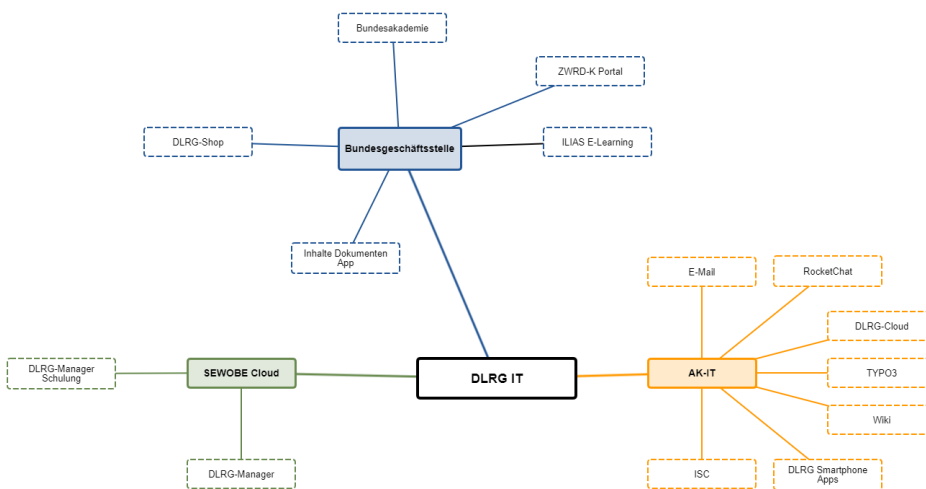 Bundesakademie
ZWRD-K Portal
DLRG-Shop
Bundesgeschäftsstelle
ILIAS E-Learning
Inhalte Dokumenten
App
E-Mail
RocketChat
DLRG-Cloud
DLRG-Manager
Schulung
SEWOBE Cloud
DLRG IT
AK-IT
TYPO3
Wiki
DLRG-Manager
ISC
DLRG Smartphone
Apps